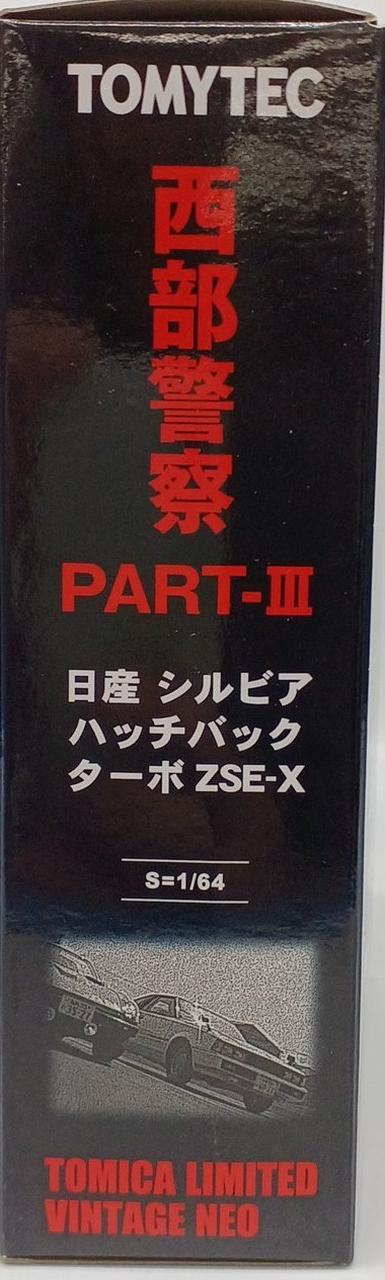 TOMYTEC
西部警察
PART-III
日産 シルビア
ハッチバック
ターボ ZSE-X
S=1/64
TOMICA LIMITED
VINTAGE NEO